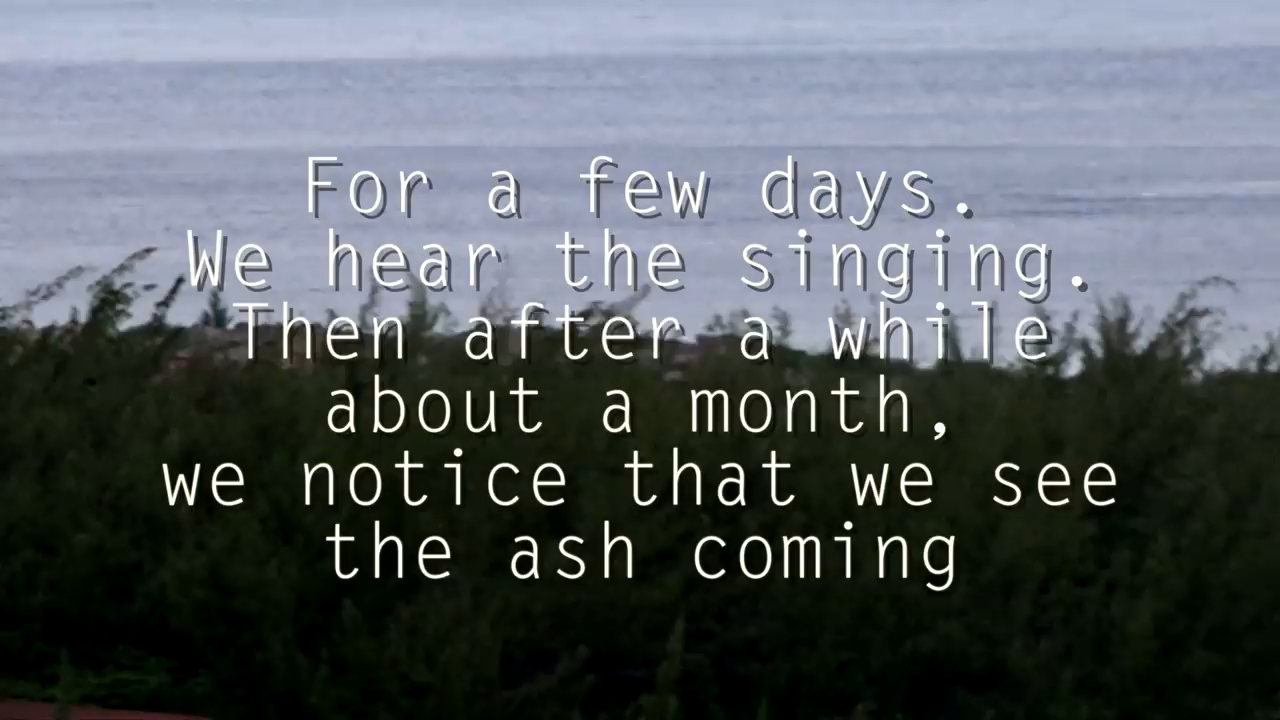 For a few days.
We hear the singing.
Then after a while
about a month,
we notice that we see
the ash coming